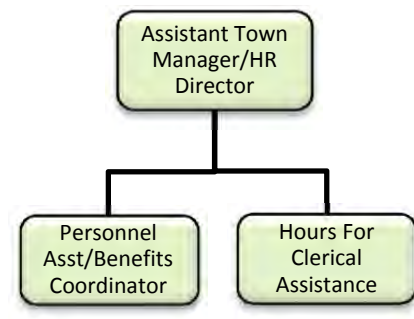 Assistant Town
Manager/HR
Director
Personnel
Asst/Benefits
Coordinator
Hours For
Clerical
Assistance